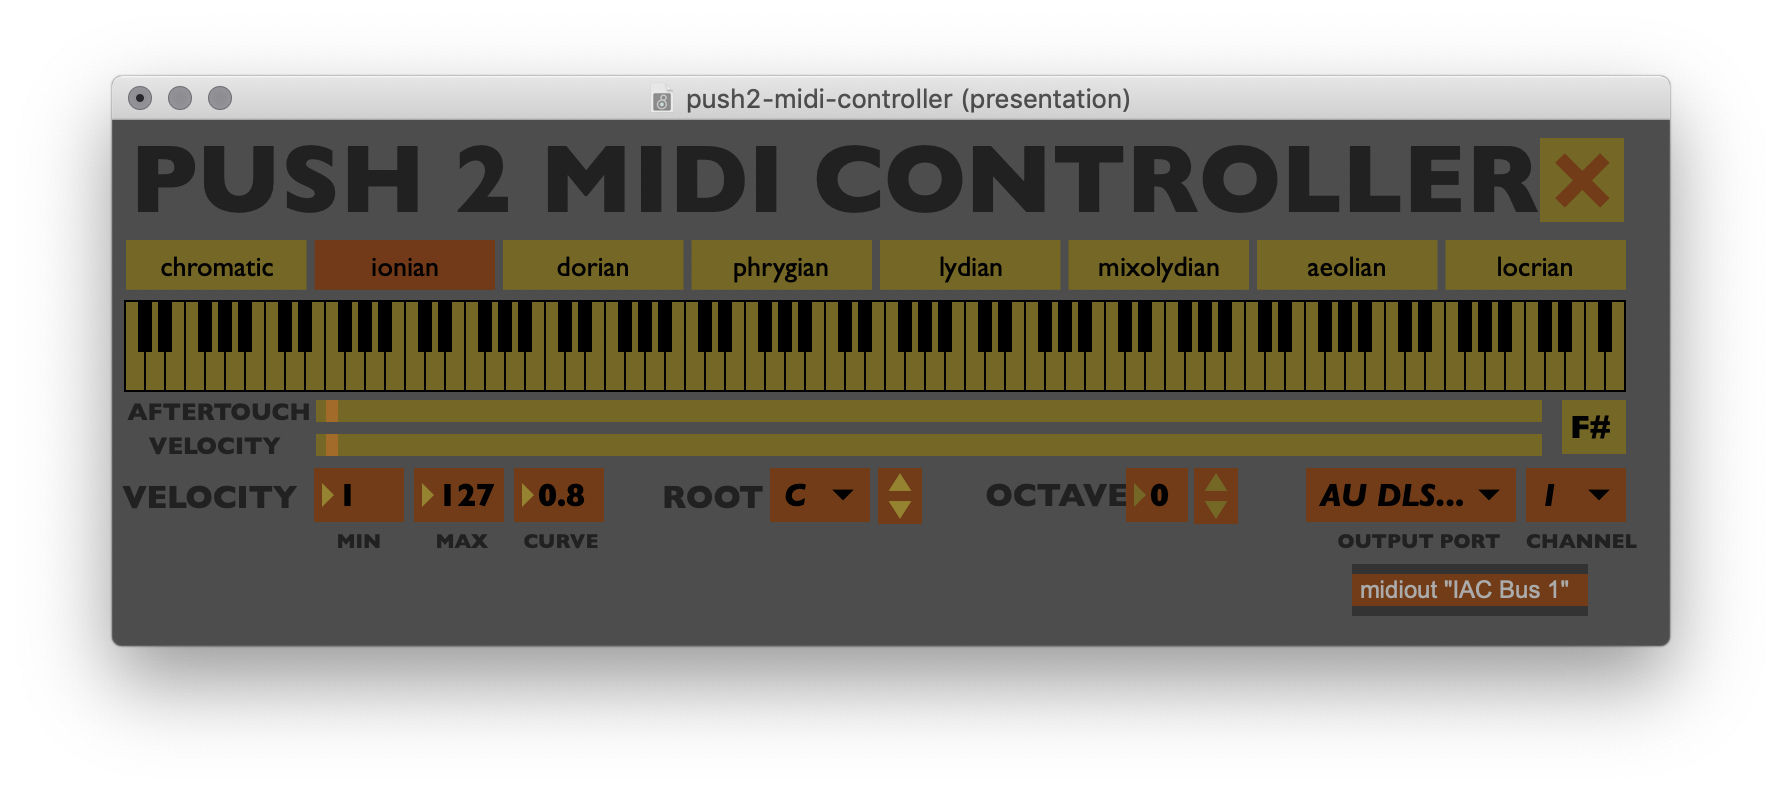 push2-midi-controller (presentation)
PUSH 2 MIDI CONTROLLER
chromatic ionian dorian phrygian lydian mixolydian aeolian locrian
AFTERTOUCH
F#
VELOCITY
VELOCITY 1 127 0.8 ROOT C OCTAVE 0 AU DLS... 1
MIN MAX CURVE OUTPUT PORT CHANNEL
midiout "IAC Bus 1"